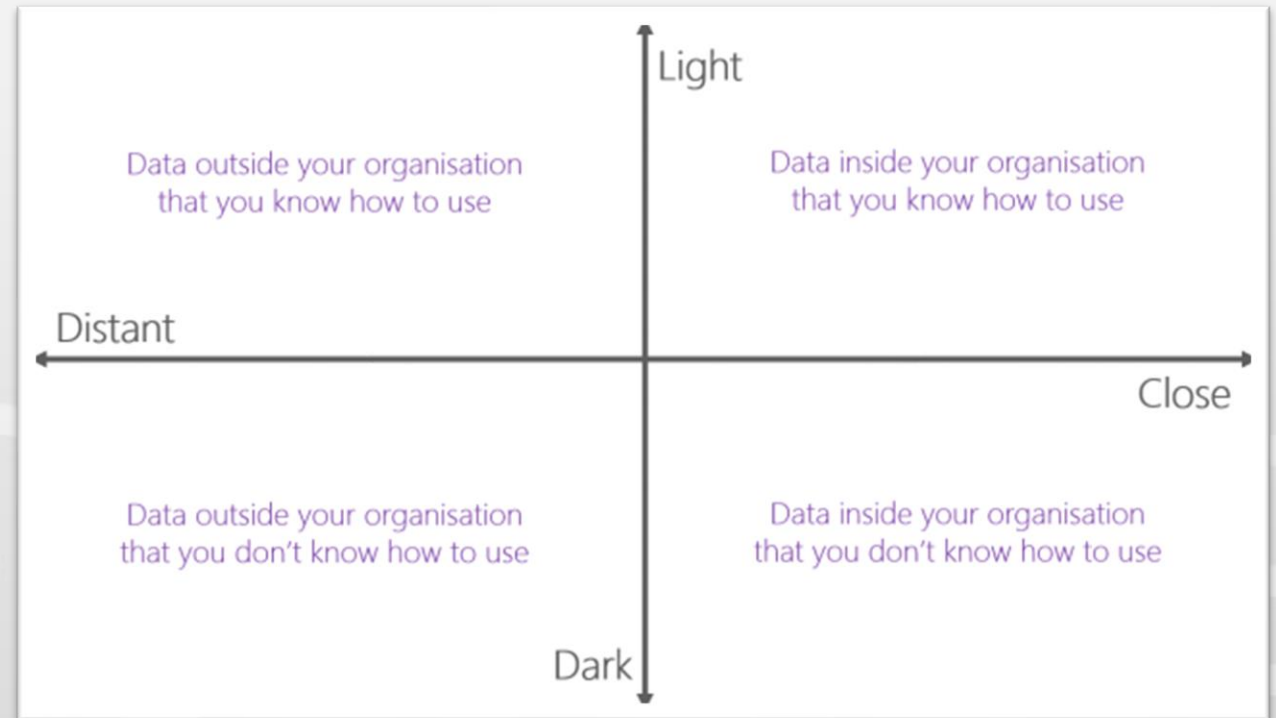 Light
Data outside your organisation
that you know how to use
Data inside your organisation
that you know how to use
Distant
Close
Data outside your organisation
that you don't know how to use
Data inside your organisation
that you don't know how to use
Dark